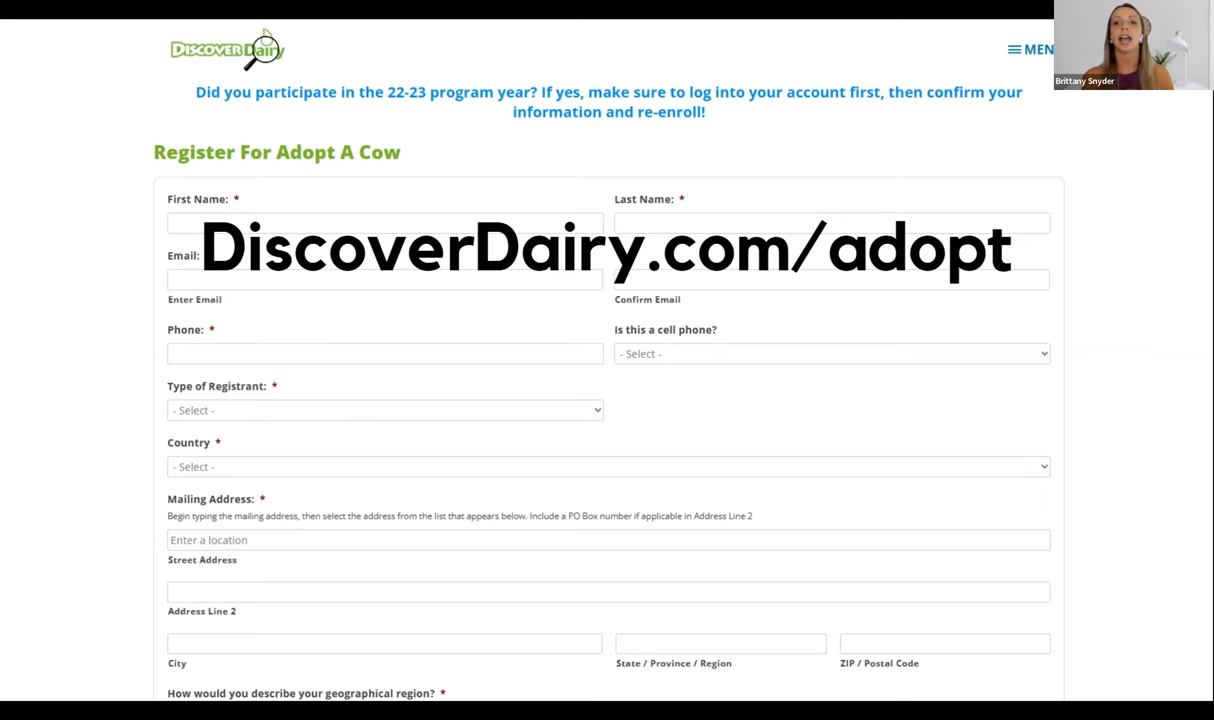 DISCOVER Dairy
MEN
Brittany Snyder
Did you participate in the 22-23 program year? If yes, make sure to log into your account first, then confirm your
information and re-enroll!
Register For Adopt A Cow
First Name: *
Last Name: *
DiscoverDairy.com/adopt
Email:
Enter Email
Confirm Email
Phone: *
Is this a cell phone?
- Select -
Type of Registrant: *
- Select -
Country *
- Select -
Mailing Address: *
Begin typing the mailing address, then select the address from the list that appears below. Include a PO Box number if applicable in Address Line 2
Enter a location
Street Address
Address Line 2
City
State / Province / Region
ZIP / Postal Code
How would you describe your geographical region? *